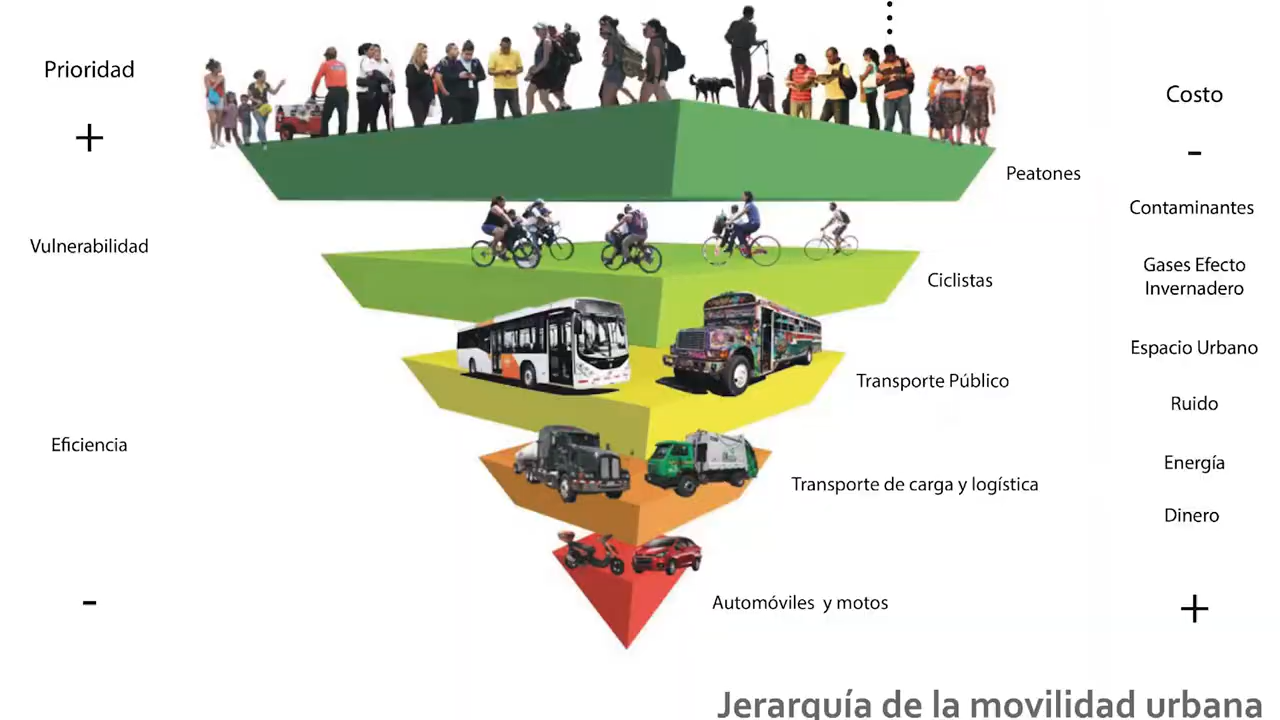 Prioridad
+
Vulnerabilidad
Eficiencia
-
Peatones
Ciclistas
Transporte Público
Transporte de carga y logística
Automóviles y motos
Costo
-
Contaminantes
Gases Efecto
Invernadero
Espacio Urbano
Ruido
Energía
Dinero
+
Jerarquía de la movilidad urbana